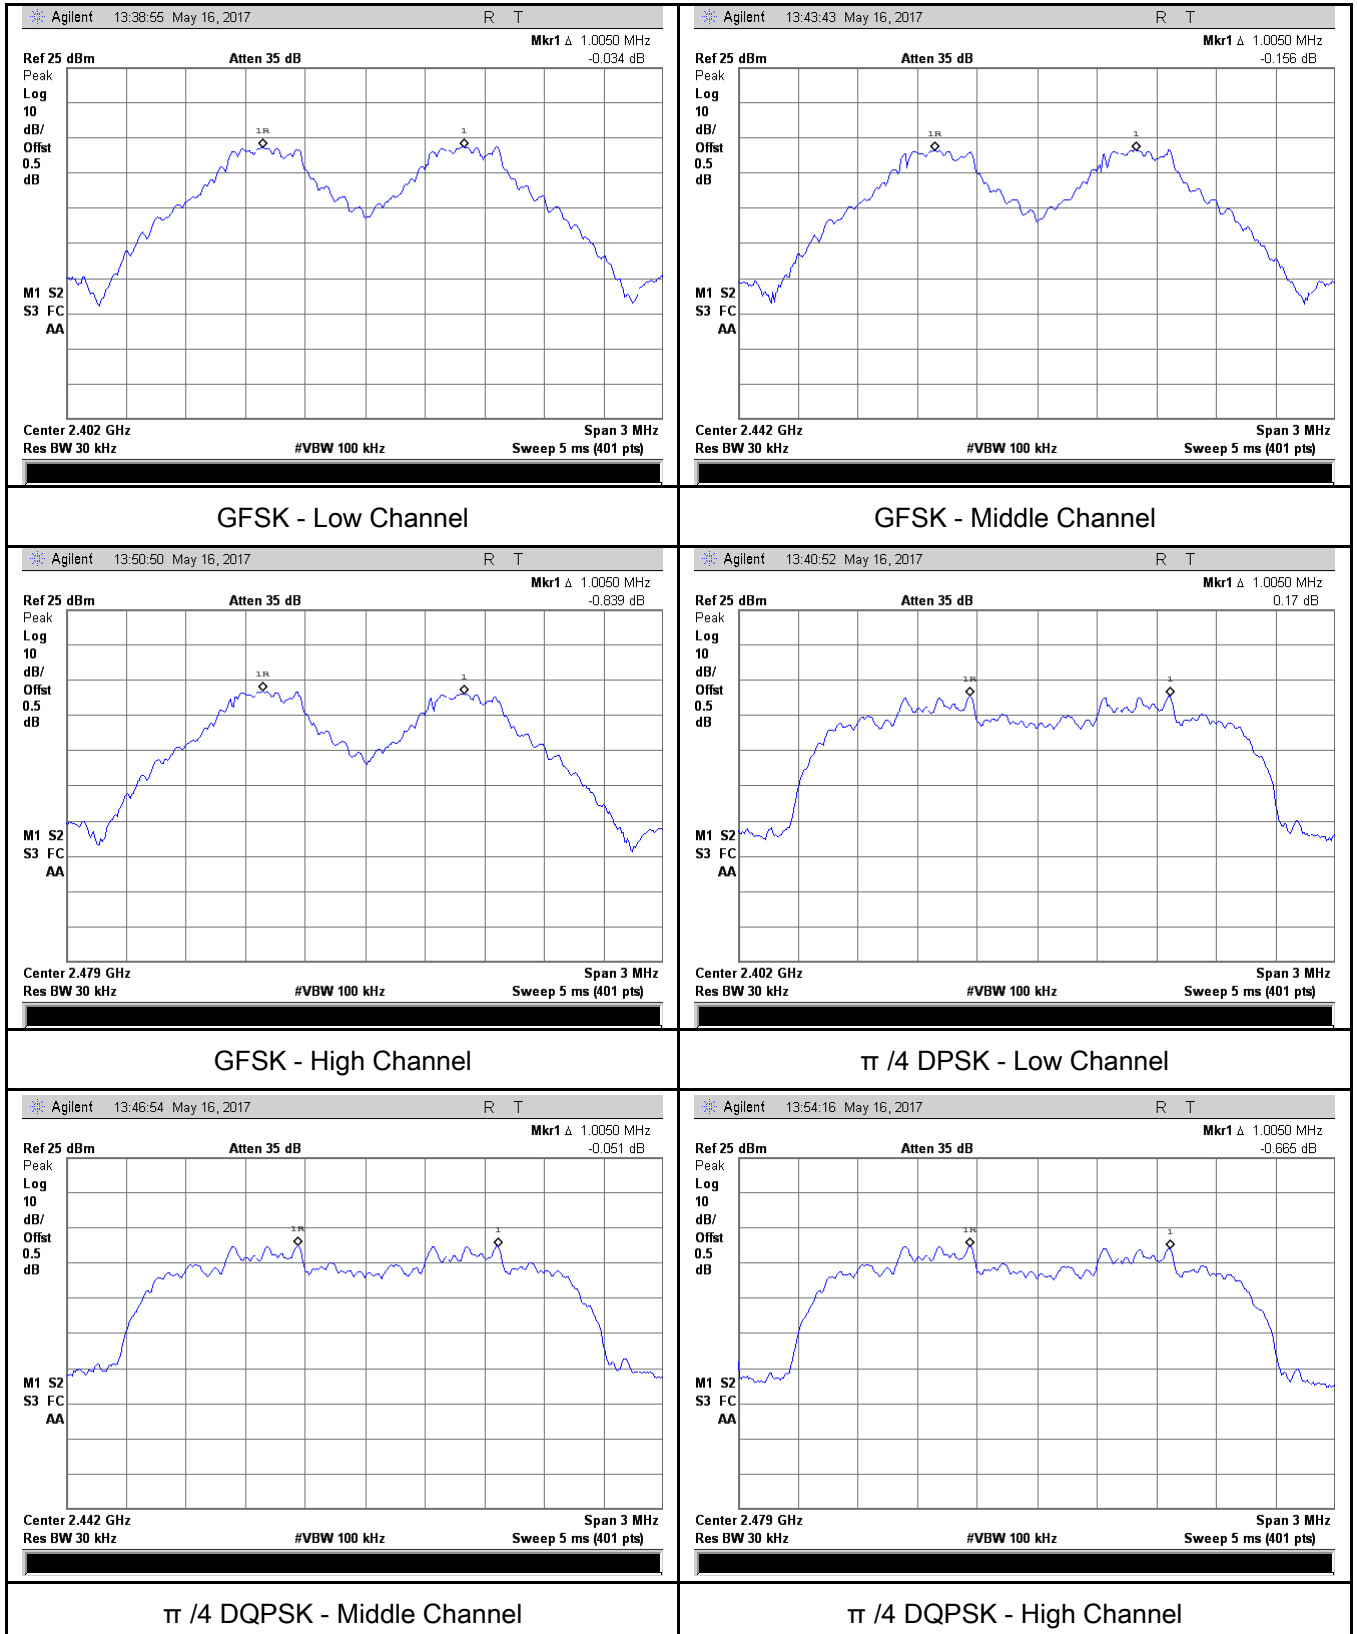 Agilent 13:38:55 May 16, 2017 R T
Mkr1 Δ 1.0050 MHz
Ref 25 dBm Atten 35 dB -0.034 dB
Peak
Log
10
dB/
Offst
0.5
dB
1R 1
M1 S2
S3 FC
AA
Center 2.402 GHz Span 3 MHz
Res BW 30 kHz #VBW 100 kHz Sweep 5 ms (401 pts)
GFSK - Low Channel
Agilent 13:43:43 May 16, 2017 R T
Mkr1 Δ 1.0050 MHz
Ref 25 dBm Atten 35 dB -0.156 dB
Peak
Log
10
dB/
Offst
0.5
dB
1R 1
M1 S2
S3 FC
AA
Center 2.442 GHz Span 3 MHz
Res BW 30 kHz #VBW 100 kHz Sweep 5 ms (401 pts)
GFSK - Middle Channel
Agilent 13:50:50 May 16, 2017 R T
Mkr1 Δ 1.0050 MHz
Ref 25 dBm Atten 35 dB -0.839 dB
Peak
Log
10
dB/
Offst
0.5
dB
1R 1
M1 S2
S3 FC
AA
Center 2.479 GHz Span 3 MHz
Res BW 30 kHz #VBW 100 kHz Sweep 5 ms (401 pts)
GFSK - High Channel
Agilent 13:40:52 May 16, 2017 R T
Mkr1 Δ 1.0050 MHz
Ref 25 dBm Atten 35 dB 0.17 dB
Peak
Log
10
dB/
Offst
0.5
dB
1R 1
M1 S2
S3 FC
AA
Center 2.402 GHz Span 3 MHz
Res BW 30 kHz #VBW 100 kHz Sweep 5 ms (401 pts)
π /4 DPSK - Low Channel
Agilent 13:46:54 May 16, 2017 R T
Mkr1 Δ 1.0050 MHz
Ref 25 dBm Atten 35 dB -0.051 dB
Peak
Log
10
dB/
Offst
0.5
dB
1R 1
M1 S2
S3 FC
AA
Center 2.442 GHz Span 3 MHz
Res BW 30 kHz #VBW 100 kHz Sweep 5 ms (401 pts)
π /4 DQPSK - Middle Channel
Agilent 13:54:16 May 16, 2017 R T
Mkr1 Δ 1.0050 MHz
Ref 25 dBm Atten 35 dB -0.665 dB
Peak
Log
10
dB/
Offst
0.5
dB
1R 1
M1 S2
S3 FC
AA
Center 2.479 GHz Span 3 MHz
Res BW 30 kHz #VBW 100 kHz Sweep 5 ms (401 pts)
π /4 DQPSK - High Channel